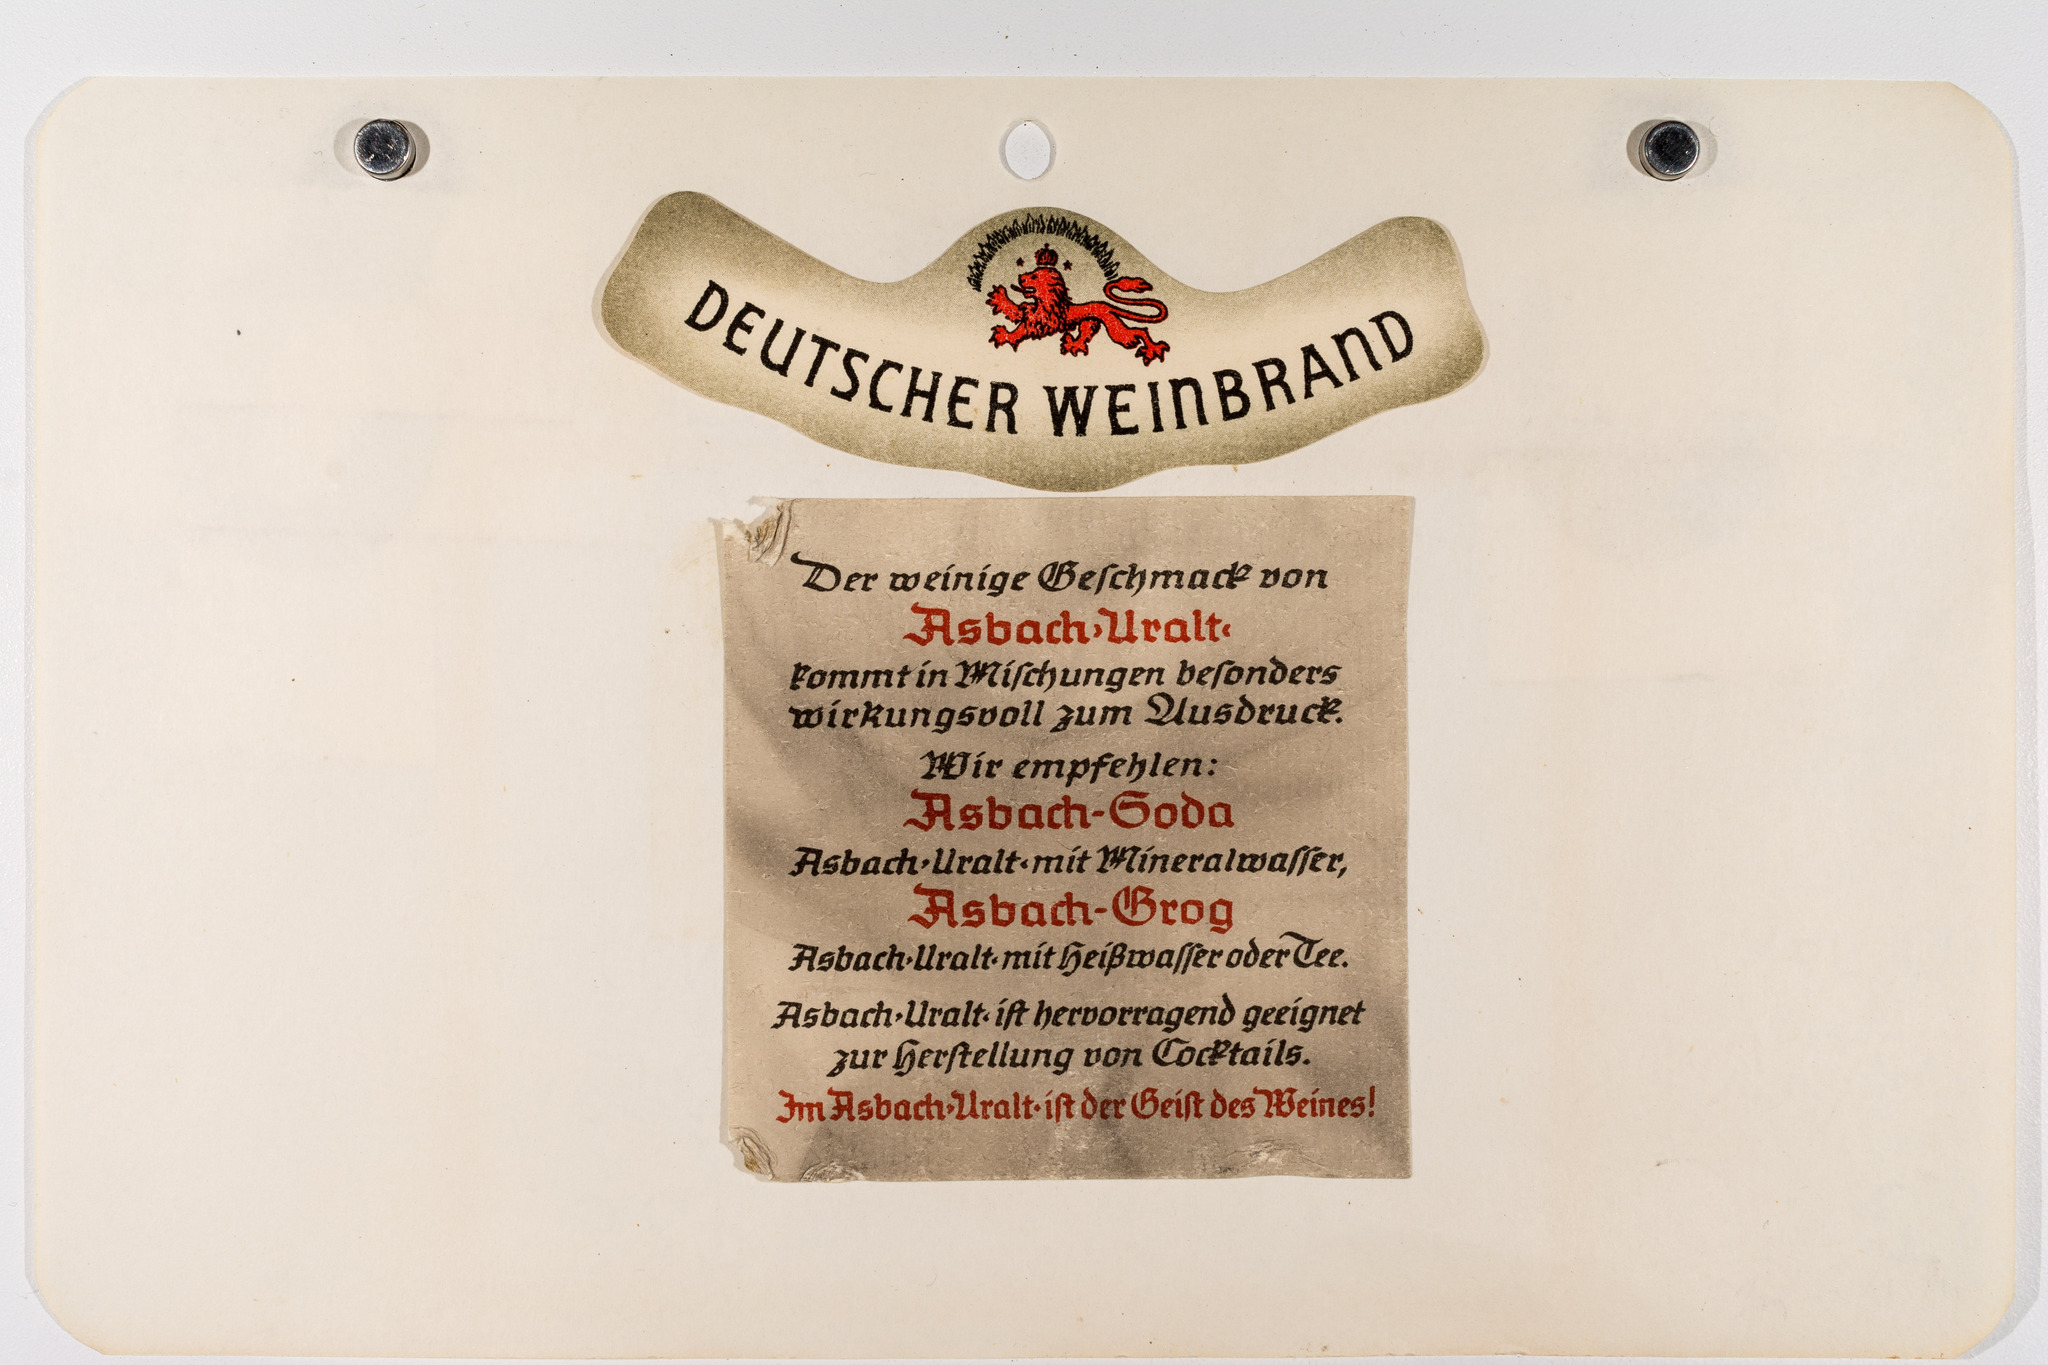 DEUTSCHER WEINBRAND
Der weinige Geſchmack von
Asbach›Uralt‹
kommt in Miſchungen beſonders
wirkungsvoll zum Ausdruck.
Wir empfehlen:
Asbach-Soda
Asbach›Uralt‹mit Mineralwaſſer,
Asbach-Grog
Asbach›Uralt‹mit Heißwaſſer oder Tee.
Asbach›Uralt‹ iſt hervorragend geeignet
zur Herſtellung von Cocktails.
Im Asbach›Uralt‹iſt der Geiſt des Weines!